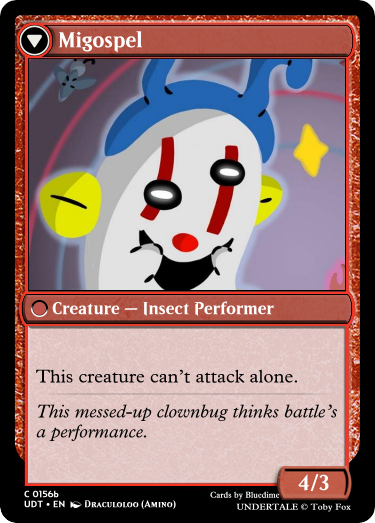 Migospel
Creature — Insect Performer
This creature can't attack alone.
This messed-up clownbug thinks battle's
a performance.
4/3
C 0156b
UDT • EN DRACULOLOO (AMINO)
Cards by Bluedime
UNDERTALE © Toby Fox